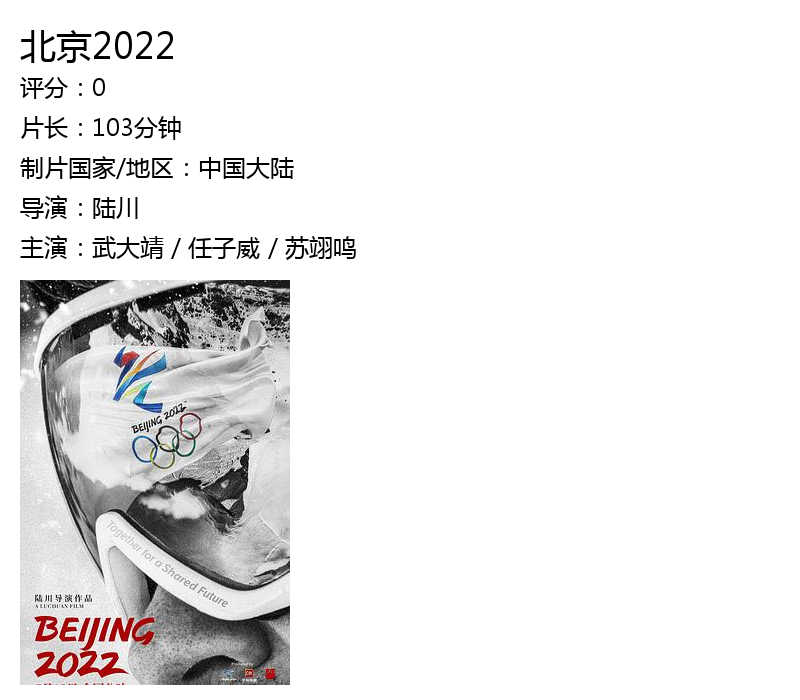 北京2022
评分：0
片长：103分钟
制片国家/地区：中国大陆
导演：陆川
主演：武大靖 / 任子威 / 苏翊鸣
BEIJING 2022
Together for a Shared Future
陆川导演作品
A LUCHUAN FILM
BEIJING
2022